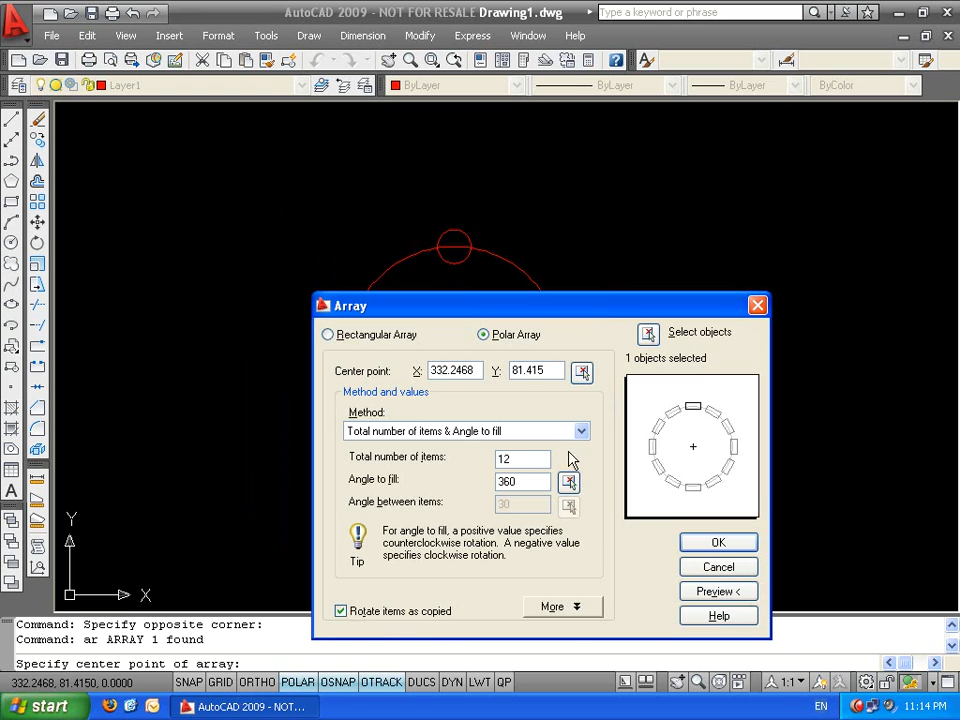 AutoCAD 2009 - NOT FOR RESALE Drawing1.dwg
Type a keyword or phrase
File Edit View Insert Format Tools Draw Dimension Modify Express Window Help
Layer1 ByLayer ByLayer ByLayer ByColor
Array
Rectangular Array
Polar Array
Select objects
1 objects selected
Center point: X: 332.2468 Y: 81.415
Method and values
Method:
Total number of items & Angle to fill
Total number of items: 12
Angle to fill: 360
Angle between items: 30
For angle to fill, a positive value specifies
counterclockwise rotation. A negative value
specifies clockwise rotation.
Tip
Rotate items as copied
More
OK
Cancel
Preview <
Help
Y
X
A
Command: Specify opposite corner:
Command: ar ARRAY 1 found
Specify center point of array:
332.2468, 81.4150, 0.0000 SNAP GRID ORTHO POLAR OSNAP OTRACK DUCS DYN LWT QP 1:1
start AutoCAD 2009 - NOT... EN 11:14 PM